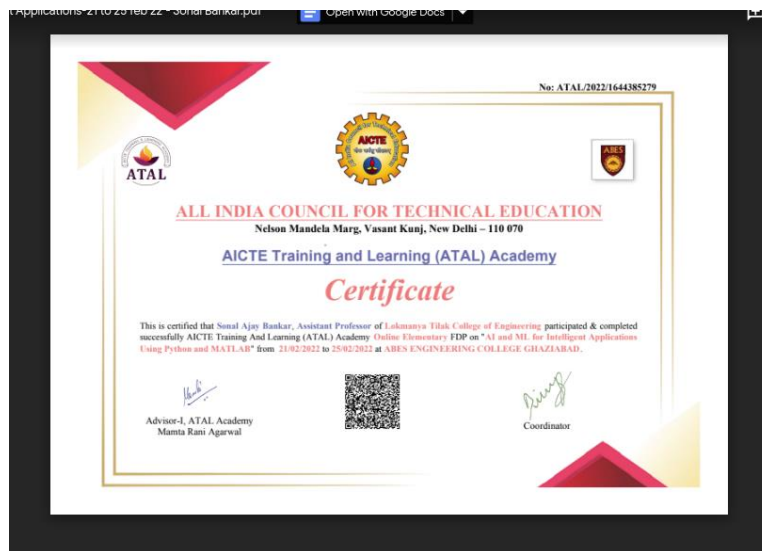 Applications-21 to 25 feb 22 - Sonal Bankar.pdf
Open with Google Docs
No: ATAL/2022/1644385279
ATAL
AICTE
ABES
ALL INDIA COUNCIL FOR TECHNICAL EDUCATION
Nelson Mandela Marg, Vasant Kunj, New Delhi – 110 070
AICTE Training and Learning (ATAL) Academy
Certificate
This is certified that Sonal Ajay Bankar, Assistant Professor of Lokmanya Tilak College of Engineering participated & completed
successfully AICTE Training And Learning (ATAL) Academy Online Elementary FDP on "AI and ML for Intelligent Applications
Using Python and MATLAB" from 21/02/2022 to 25/02/2022 at ABES ENGINEERING COLLEGE GHAZIABAD.
Advisor-I, ATAL Academy
Mamta Rani Agarwal
Coordinator